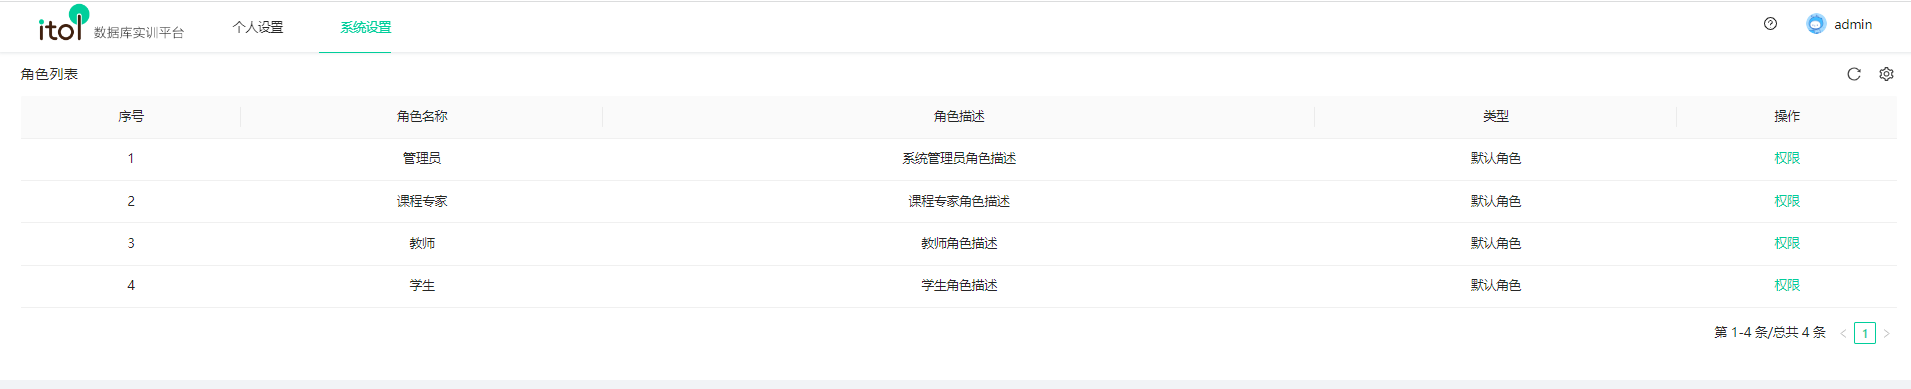 itol 数据库实训平台 个人设置 系统设置 admin
角色列表
序号 角色名称 角色描述 类型 操作
1 管理员 系统管理员角色描述 默认角色 权限
2 课程专家 课程专家角色描述 默认角色 权限
3 教师 教师角色描述 默认角色 权限
4 学生 学生角色描述 默认角色 权限
第 1-4 条/总共 4 条 < 1 >